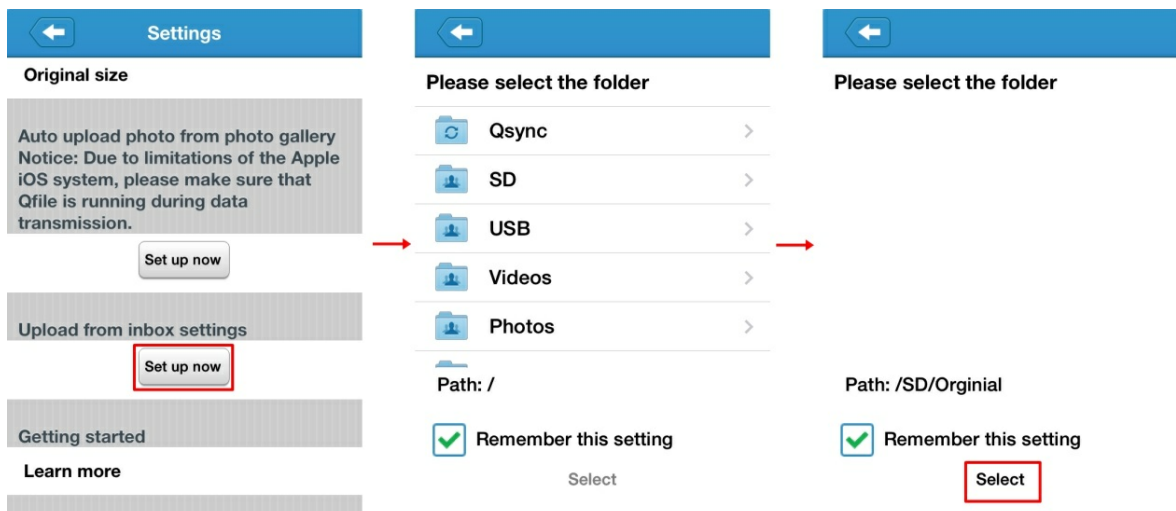 Settings
Original size
Auto upload photo from photo gallery
Notice: Due to limitations of the Apple
iOS system, please make sure that
Qfile is running during data
transmission.
Set up now
Upload from inbox settings
Set up now
Getting started
Learn more
Please select the folder
Qsync
SD
USB
Videos
Photos
Path: /
Remember this setting
Select
Please select the folder
Path: /SD/Orginial
Remember this setting
Select